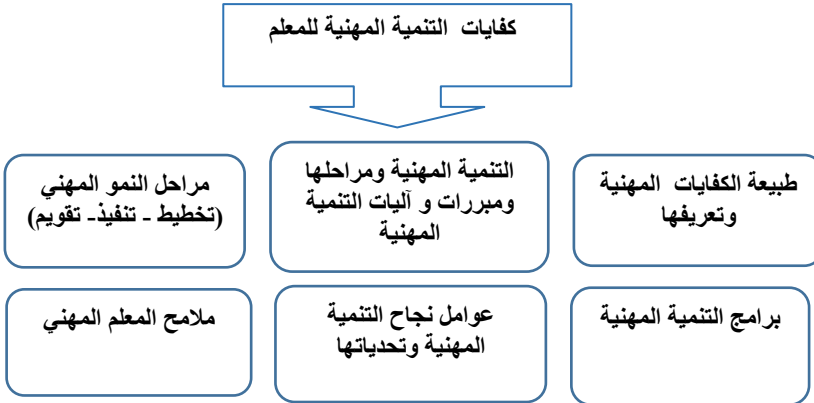 كفايات التنمية المهنية للمعلم
طبيعة الكفايات المهنية
وتعريفها
التنمية المهنية ومراحلها
ومبررات و آليات التنمية
المهنية
مراحل النمو المهني
(تخطيط - تنفيذ- تقويم)
برامج التنمية المهنية
عوامل نجاح التنمية
المهنية وتحدياتها
ملامح المعلم المهني